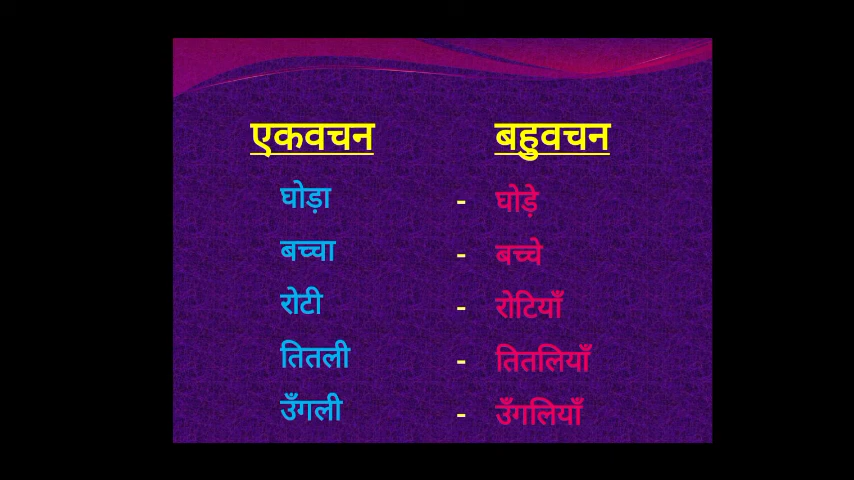 एकवचन बहुवचन
घोड़ा - घोड़े
बच्चा - बच्चे
रोटी - रोटियाँ
तितली - तितलियाँ
उँगली - उँगलियाँ